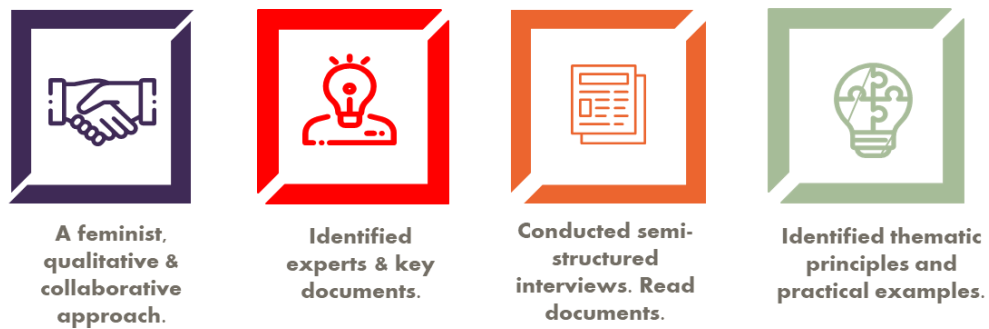 A feminist,
qualitative &
collaborative
approach.
Identified
experts & key
documents.
Conducted semi-
structured
interviews. Read
documents.
Identified thematic
principles and
practical examples.